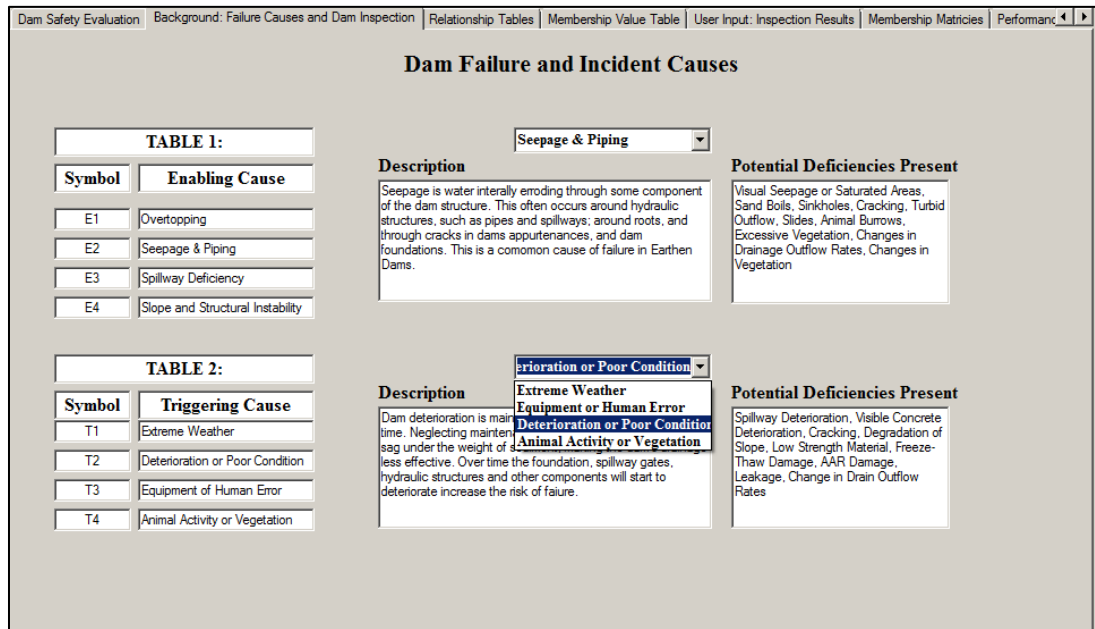 Dam Safety Evaluation
Background: Failure Causes and Dam Inspection
Relationship Tables
Membership Value Table
User Input: Inspection Results
Membership Matricies
Dam Failure and Incident Causes
TABLE 1:
Symbol Enabling Cause
E1 Overtopping
E2 Seepage & Piping
E3 Spillway Deficiency
E4 Slope and Structural Instability
Seepage & Piping
Description
Seepage is water interally erroding through some component
of the dam structure. This often occurs around hydraulic
structures, such as pipes and spillways; around roots, and
through cracks in dams appurtenances, and dam
foundations. This is a comomon cause of failure in Earthen
Dams.
Potential Deficiencies Present
Visual Seepage or Saturated Areas,
Sand Boils, Sinkholes, Cracking, Turbid
Outflow, Slides, Animal Burrows,
Excessive Vegetation, Changes in
Drainage Outflow Rates, Changes in
Vegetation
TABLE 2:
Symbol Triggering Cause
T1 Extreme Weather
T2 Deterioration or Poor Condition
T3 Equipment of Human Error
T4 Animal Activity or Vegetation
erioration or Poor Condition
Extreme Weather
Equipment or Human Error
Deterioration or Poor Condition
Animal Activity or Vegetation
Description
Dam deterioration is
time. Neglecting
sag under the weight of
less effective. Over time the foundation, spillway gates,
hydraulic structures and other components will start to
deteriorate increase the risk of faiure.
Potential Deficiencies Present
Spillway Deterioration, Visible Concrete
Deterioration, Cracking, Degradation of
Slope, Low Strength Material, Freeze-
Thaw Damage, AAR Damage,
Leakage, Change in Drain Outflow
Rates